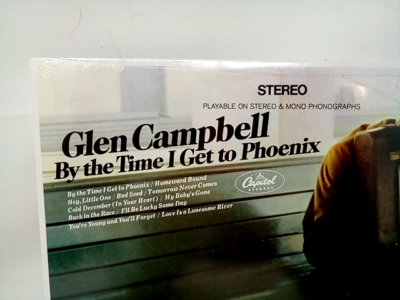 STEREO
PLAYABLE ON STEREO & MONO PHONOGRAPHS
Glen Campbell
By the Time I Get to Phoenix
By the Time I Get to Phoenix / Homeward Bound
Hey, Little One / Bad Seed / Tomorrow Never Comes
Cold December (In Your Heart) / My Baby's Gone
Back in the Race / I'll Be Lucky Some Day
You're Young and You'll Forget / Love Is a Lonesome River
Capitol
RECORDS